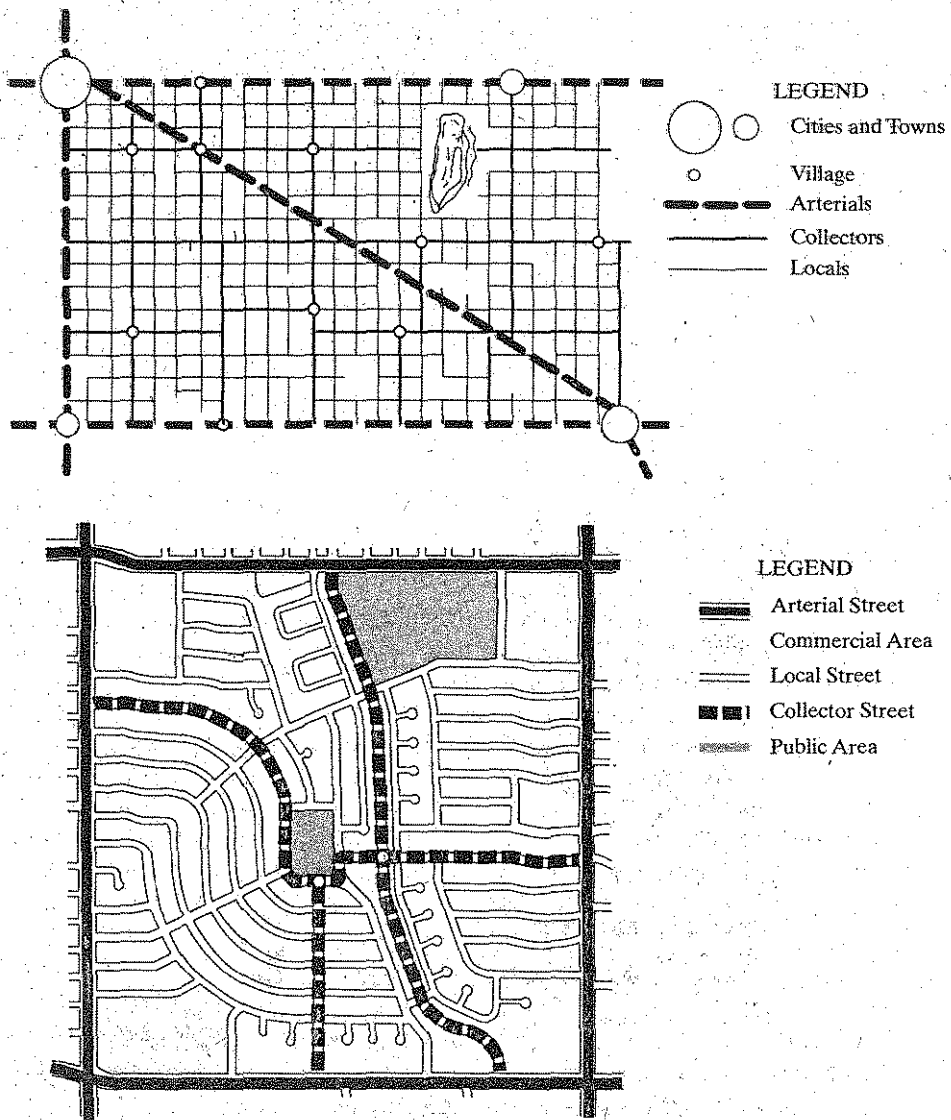 LEGEND
Cities and Towns
Village
Arterials
Collectors
Locals
LEGEND
Arterial Street
Commercial Area
Local Street
Collector Street
Public Area